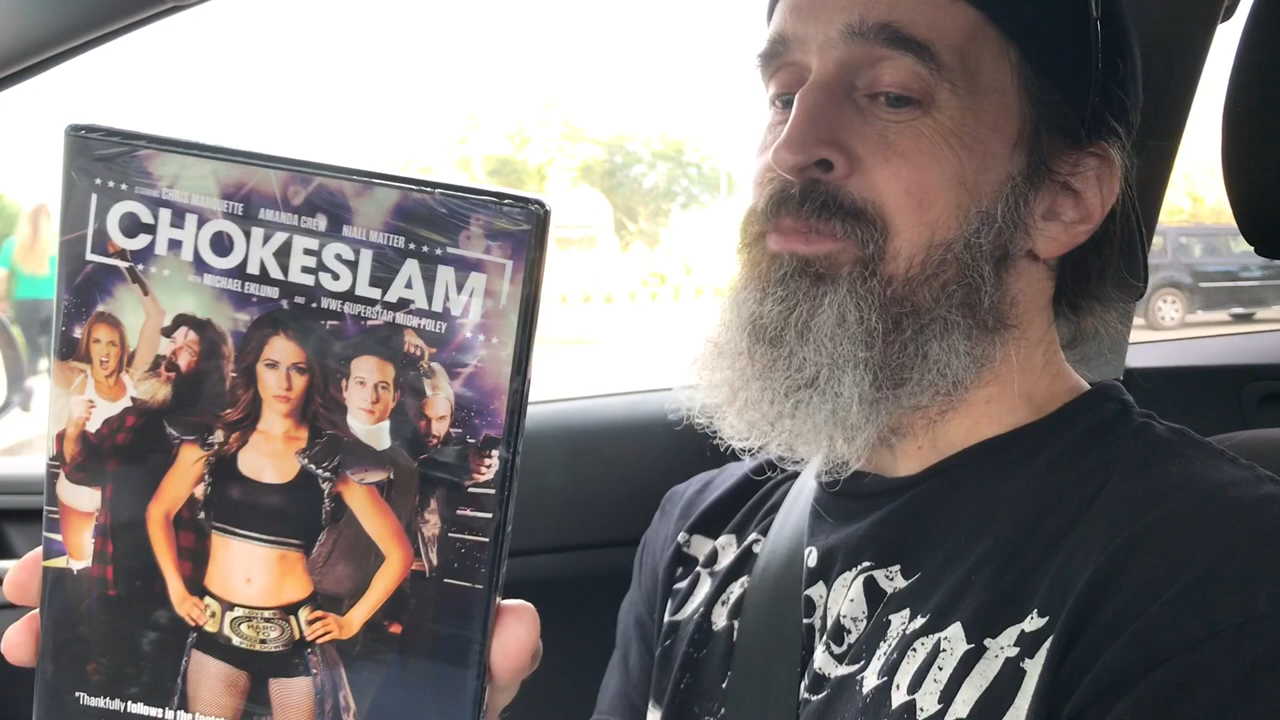 STARRING CHRIS MARQUETTE AMANDA CREW NIALL MATTER
CHOKESLAM
WITH MICHAEL EKLUND AND WWE SUPERSTAR MICK FOLEY
LOVE IS
HARD
TO
PIN DOWN
"Thankfully follows in the
Craft